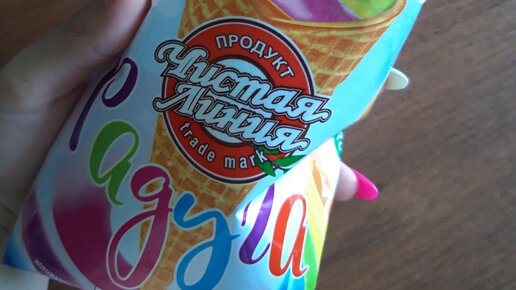 ПРОДУКТ
Чистая
Линия
trade mark
Радуга